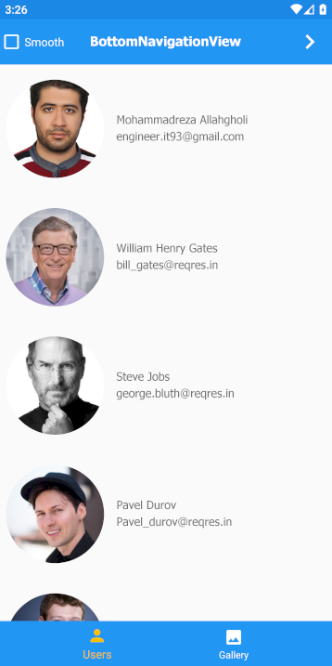 3:26
Smooth
BottomNavigationView
Mohammadreza Allahgholi
engineer.it93@gmail.com
William Henry Gates
bill_gates@reqres.in
Steve Jobs
george.bluth@reqres.in
Pavel Durov
Pavel_durov@reqres.in
Users
Gallery